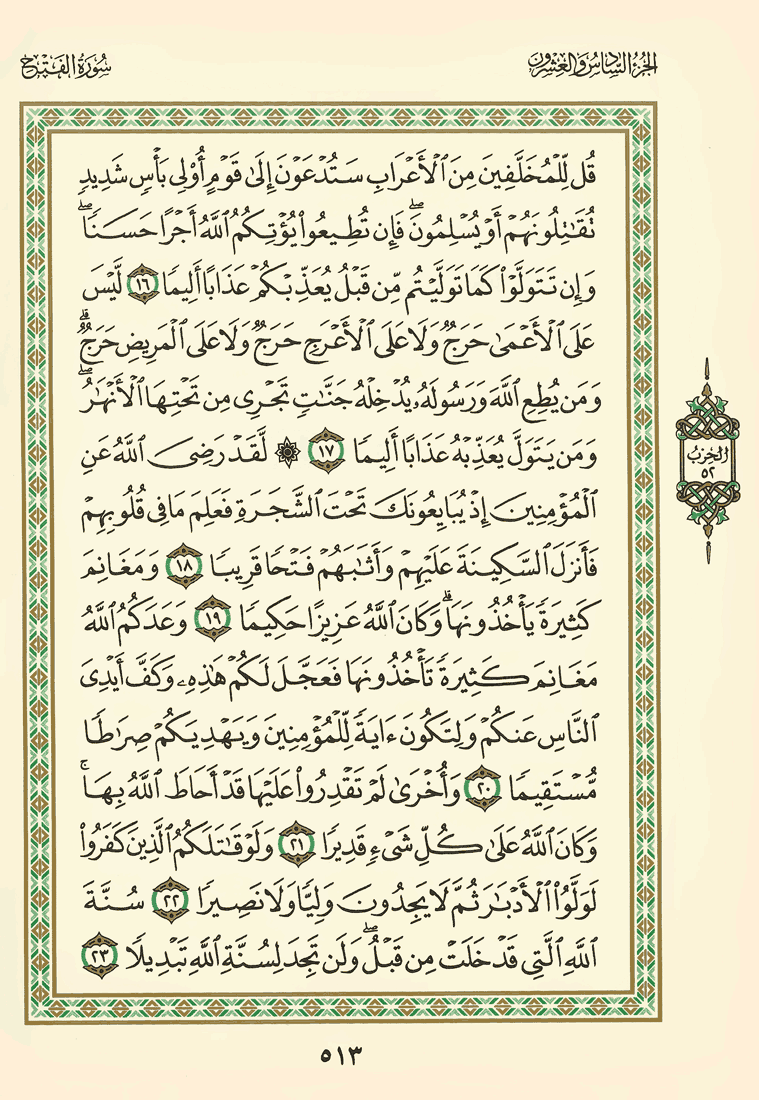 الجزء السادس والعشرون
سورة الفتح
قُل لِّلْمُخَلَّفِينَ مِنَ ٱلْأَعْرَابِ سَتُدْعَوْنَ إِلَىٰ قَوْمٍ أُو۟لِى بَأْسٍ شَدِيدٍ
تُقَـٰتِلُونَهُمْ أَوْ يُسْلِمُونَ ۖ فَإِن تُطِيعُوا۟ يُؤْتِكُمُ ٱللَّهُ أَجْرًا حَسَنًا ۖ
وَإِن تَتَوَلَّوْا۟ كَمَا تَوَلَّيْتُم مِّن قَبْلُ يُعَذِّبْكُمْ عَذَابًا أَلِيمًا ١٦ لَّيْسَ
عَلَى ٱلْأَعْمَىٰ حَرَجٌ وَلَا عَلَى ٱلْأَعْرَجِ حَرَجٌ وَلَا عَلَى ٱلْمَرِيضِ حَرَجٌ ۗ
وَمَن يُطِعِ ٱللَّهَ وَرَسُولَهُۥ يُدْخِلْهُ جَنَّـٰتٍ تَجْرِى مِن تَحْتِهَا ٱلْأَنْهَـٰرُ ۖ
وَمَن يَتَوَلَّ يُعَذِّبْهُ عَذَابًا أَلِيمًا ١٧ ۞ لَّقَدْ رَضِىَ ٱللَّهُ عَنِ
ٱلْمُؤْمِنِينَ إِذْ يُبَايِعُونَكَ تَحْتَ ٱلشَّجَرَةِ فَعَلِمَ مَا فِى قُلُوبِهِمْ
فَأَنزَلَ ٱلسَّكِينَةَ عَلَيْهِمْ وَأَثَـٰبَهُمْ فَتْحًا قَرِيبًا ١٨ وَمَغَانِمَ
كَثِيرَةً يَأْخُذُونَهَا ۗ وَكَانَ ٱللَّهُ عَزِيزًا حَكِيمًا ١٩ وَعَدَكُمُ ٱللَّهُ
مَغَانِمَ كَثِيرَةً تَأْخُذُونَهَا فَعَجَّلَ لَكُمْ هَـٰذِهِۦ وَكَفَّ أَيْدِىَ
ٱلنَّاسِ عَنكُمْ وَلِتَكُونَ ءَايَةً لِّلْمُؤْمِنِينَ وَيَهْدِيَكُمْ صِرَٰطًا
مُّسْتَقِيمًا ٢٠ وَأُخْرَىٰ لَمْ تَقْدِرُوا۟ عَلَيْهَا قَدْ أَحَاطَ ٱللَّهُ بِهَا ۚ
وَكَانَ ٱللَّهُ عَلَىٰ كُلِّ شَىْءٍ قَدِيرًا ٢١ وَلَوْ قَـٰتَلَكُمُ ٱلَّذِينَ كَفَرُوا۟
لَوَلَّوُا۟ ٱلْأَدْبَـٰرَ ثُمَّ لَا يَجِدُونَ وَلِيًّا وَلَا نَصِيرًا ٢٢ سُنَّةَ
ٱللَّهِ ٱلَّتِى قَدْ خَلَتْ مِن قَبْلُ ۖ وَلَن تَجِدَ لِسُنَّةِ ٱللَّهِ تَبْدِيلًا ٢٣
الحزب
٥٢
٥١٣